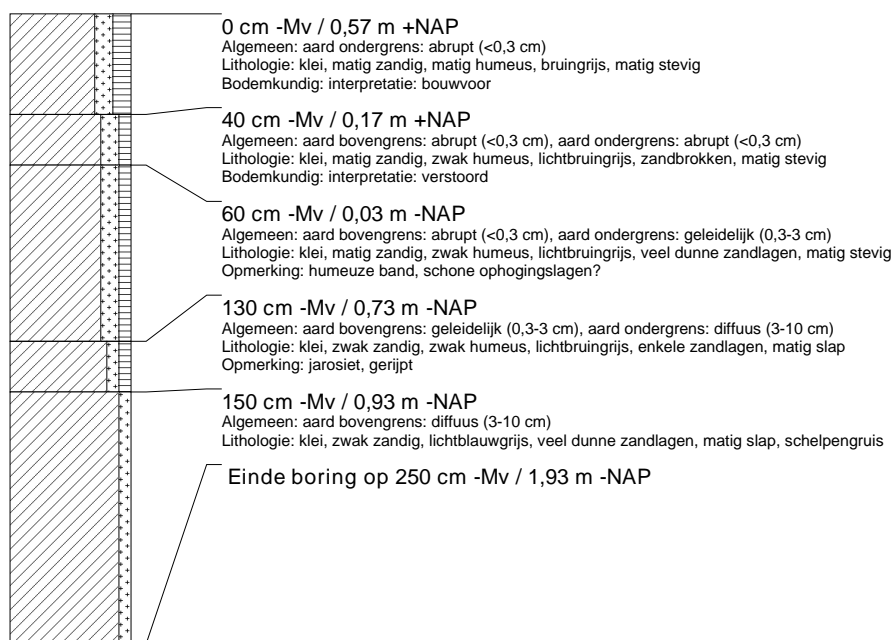 0 cm -Mv / 0,57 m +NAP
Algemeen: aard ondergrens: abrupt (<0,3 cm)
Lithologie: klei, matig zandig, matig humeus, bruingrijs, matig stevig
Bodemkundig: interpretatie: bouwvoor
40 cm -Mv / 0,17 m +NAP
Algemeen: aard bovengrens: abrupt (<0,3 cm), aard ondergrens: abrupt (<0,3 cm)
Lithologie: klei, matig zandig, zwak humeus, lichtbruingrijs, zandbrokken, matig stevig
Bodemkundig: interpretatie: verstoord
60 cm -Mv / 0,03 m -NAP
Algemeen: aard bovengrens: abrupt (<0,3 cm), aard ondergrens: geleidelijk (0,3-3 cm)
Lithologie: klei, matig zandig, zwak humeus, lichtbruingrijs, veel dunne zandlagen, matig stevig
Opmerking: humeuze band, schone ophogingslagen?
130 cm -Mv / 0,73 m -NAP
Algemeen: aard bovengrens: geleidelijk (0,3-3 cm), aard ondergrens: diffuus (3-10 cm)
Lithologie: klei, zwak zandig, zwak humeus, lichtbruingrijs, enkele zandlagen, matig slap
Opmerking: jarosiet, gerijpt
150 cm -Mv / 0,93 m -NAP
Algemeen: aard bovengrens: diffuus (3-10 cm)
Lithologie: klei, zwak zandig, lichtblauwgrijs, veel dunne zandlagen, matig slap, schelpengruis
Einde boring op 250 cm -Mv / 1,93 m -NAP